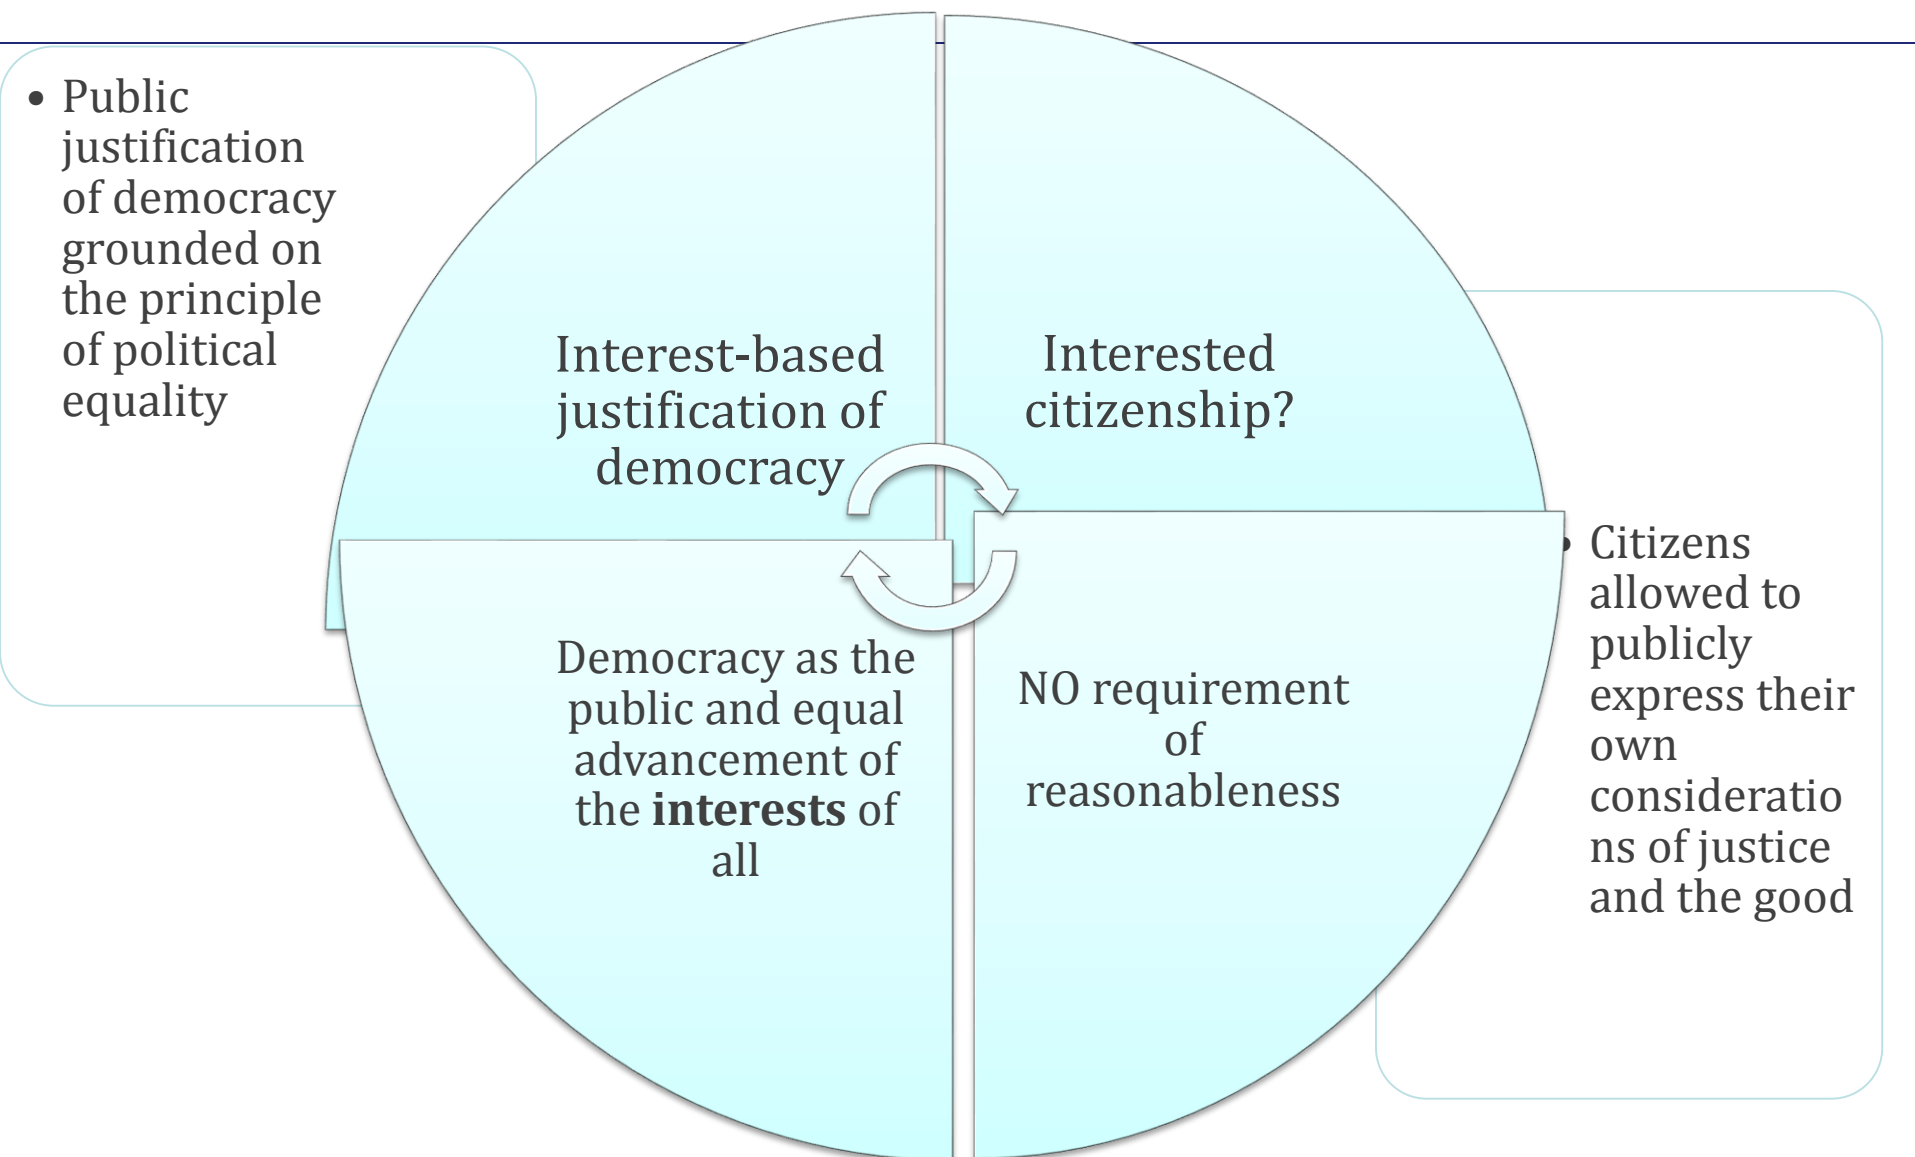 • Public
justification
of democracy
grounded on
the principle
of political
equality
Interest-based
justification of
democracy
Interested
citizenship?
Democracy as the
public and equal
advancement of
the interests of
all
NO requirement
of
reasonableness
• Citizens
allowed to
publicly
express their
own
consideratio
ns of justice
and the good